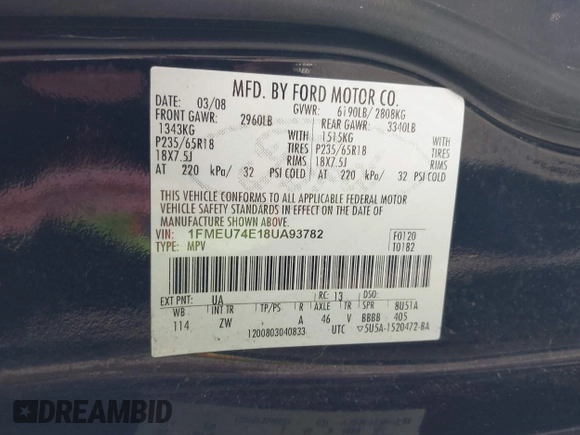 MFD. BY FORD MOTOR CO.
DATE: 03/08 GVWR: 6190LB/ 2808KG
FRONT GAWR: 2960LB REAR GAWR: 3340LB
1343KG 1515KG
P235/65R18 TIRES P235/65R18 TIRES
18X7.5J RIMS 18X7.5J RIMS
AT 220 kPa/ 32 PSI COLD AT 220 kPa/ 32 PSI COLD
THIS VEHICLE CONFORMS TO ALL APPLICABLE FEDERAL MOTOR
VEHICLE SAFETY STANDARDS IN EFFECT ON THE DATE OF
MANUFACTURE SHOWN ABOVE.
VIN: 1FMEU74E18UA93782 F0120
TYPE: MPV T0182
EXT PNT: UA RC: 13 DSO:
WB INT TR TP/PS R AXLE TR SPR 8U51A
114 ZW A 46 V BBBB 405
1200803040833 UTC ▽5U5A-1520472-BA
DREAMBID